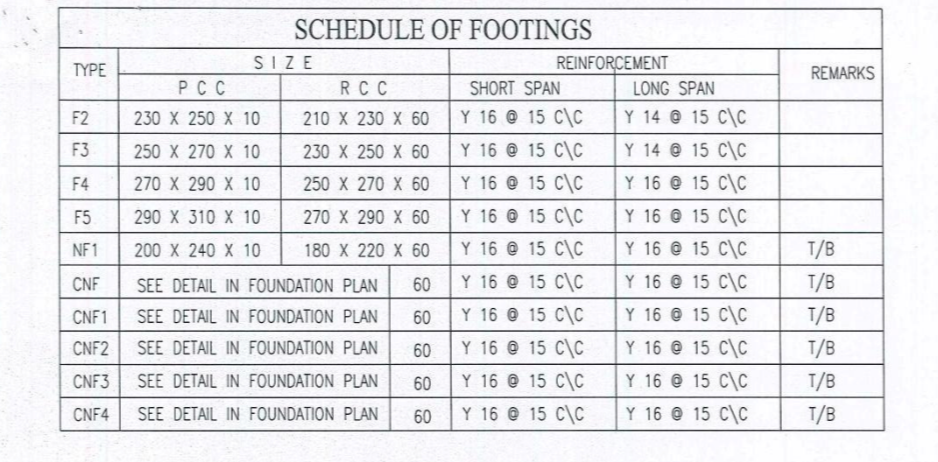 SCHEDULE OF FOOTINGS
TYPE SIZE REINFORCEMENT REMARKS
PCC RCC SHORT SPAN LONG SPAN
F2 230 X 250 X 10 210 X 230 X 60 Y 16 @ 15 C\C Y 14 @ 15 C\C
F3 250 X 270 X 10 230 X 250 X 60 Y 16 @ 15 C\C Y 14 @ 15 C\C
F4 270 X 290 X 10 250 X 270 X 60 Y 16 @ 15 C\C Y 16 @ 15 C\C
F5 290 X 310 X 10 270 X 290 X 60 Y 16 @ 15 C\C Y 16 @ 15 C\C
NF1 200 X 240 X 10 180 X 220 X 60 Y 16 @ 15 C\C Y 16 @ 15 C\C T/B
CNF SEE DETAIL IN FOUNDATION PLAN 60 Y 16 @ 15 C\C Y 16 @ 15 C\C T/B
CNF1 SEE DETAIL IN FOUNDATION PLAN 60 Y 16 @ 15 C\C Y 16 @ 15 C\C T/B
CNF2 SEE DETAIL IN FOUNDATION PLAN 60 Y 16 @ 15 C\C Y 16 @ 15 C\C T/B
CNF3 SEE DETAIL IN FOUNDATION PLAN 60 Y 16 @ 15 C\C Y 16 @ 15 C\C T/B
CNF4 SEE DETAIL IN FOUNDATION PLAN 60 Y 16 @ 15 C\C Y 16 @ 15 C\C T/B